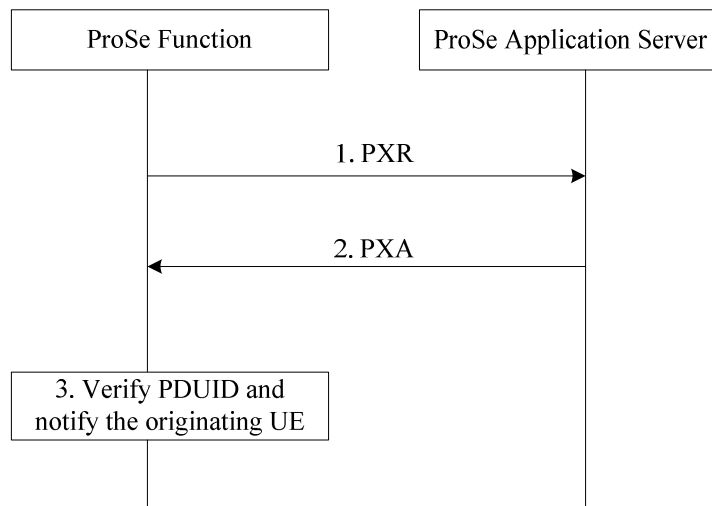 ProSe Function
ProSe Application Server
1. PXR
2. PXA
3. Verify PDUID and
notify the originating UE